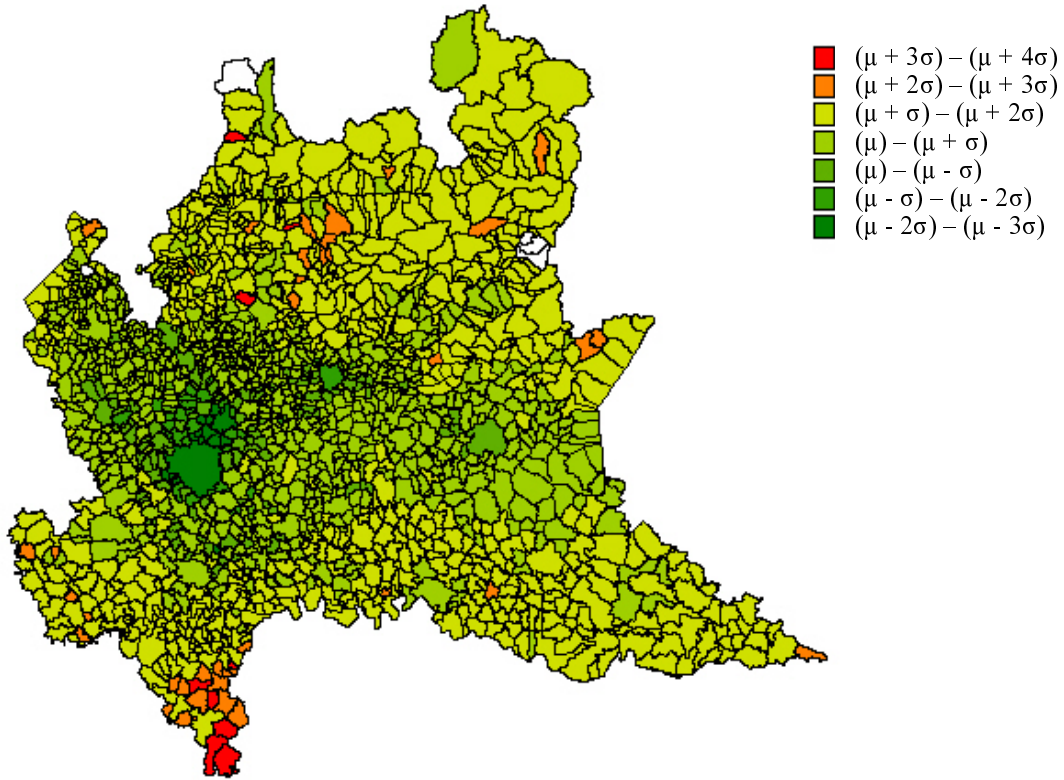 (μ + 3σ) – (μ + 4σ)
(μ + 2σ) – (μ + 3σ)
(μ + σ) – (μ + 2σ)
(μ) – (μ + σ)
(μ) – (μ - σ)
(μ - σ) – (μ - 2σ)
(μ - 2σ) – (μ - 3σ)